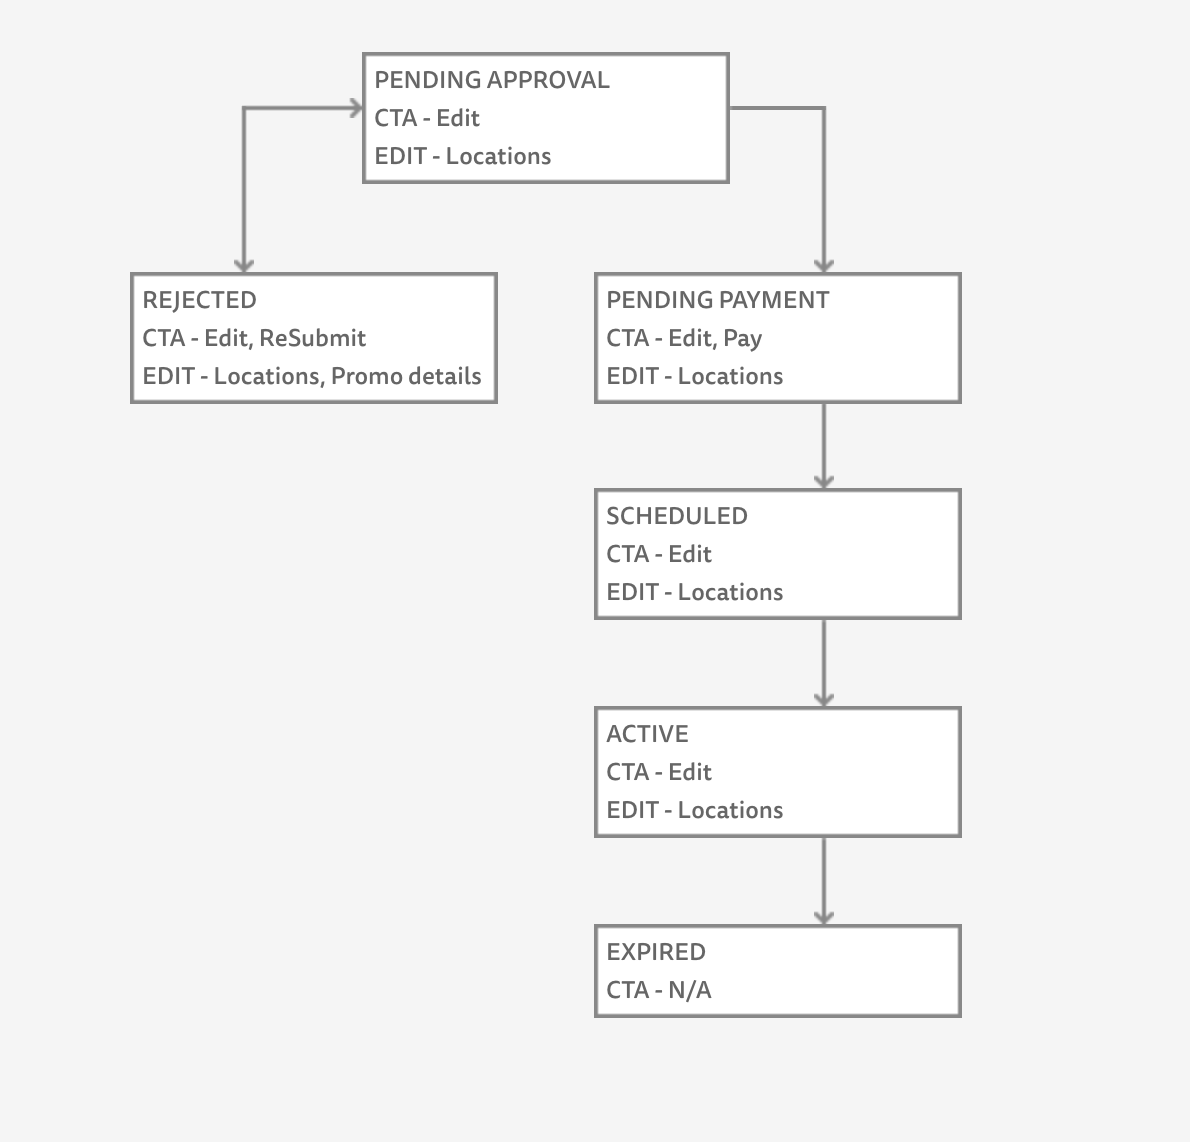 PENDING APPROVAL
CTA - Edit
EDIT - Locations
REJECTED
CTA - Edit, ReSubmit
EDIT - Locations, Promo details
PENDING PAYMENT
CTA - Edit, Pay
EDIT - Locations
SCHEDULED
CTA - Edit
EDIT - Locations
ACTIVE
CTA - Edit
EDIT - Locations
EXPIRED
CTA - N/A